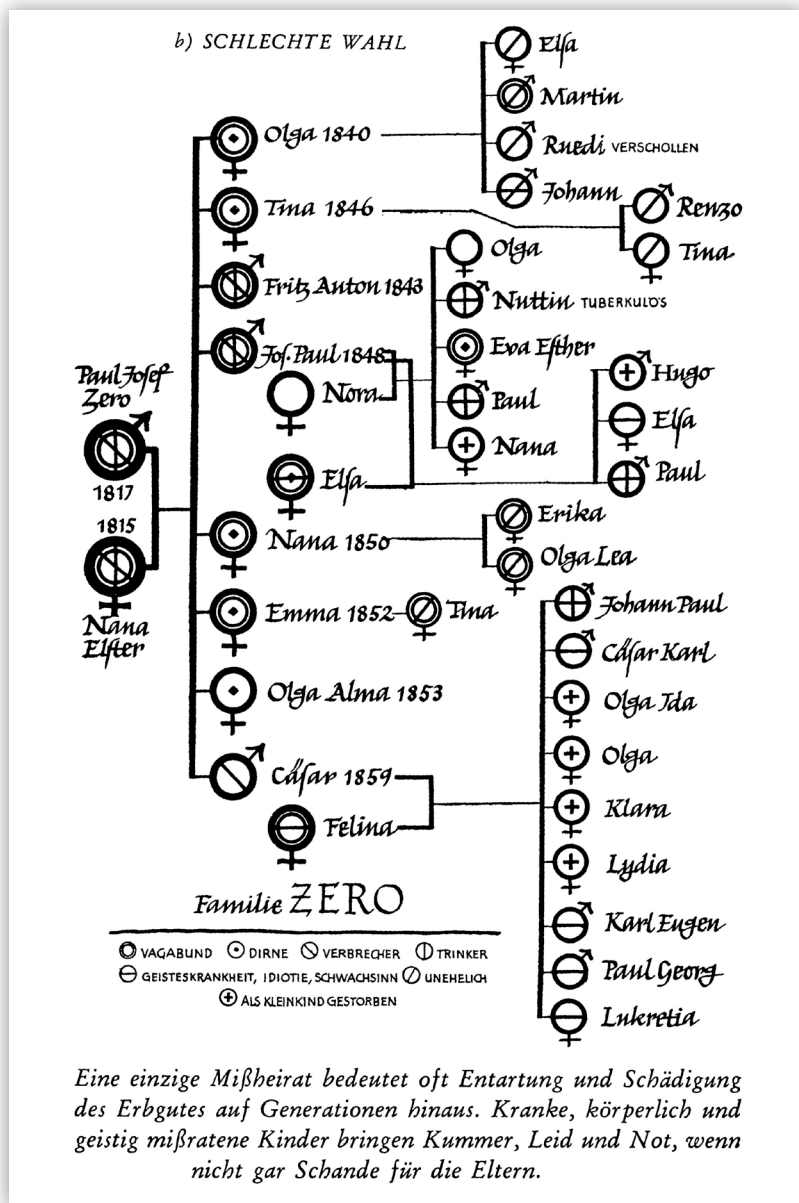 b) SCHLECHTE WAHL
Elsa
Martin
Olga 1840
Ruedi VERSCHOLLEN
Johann
Tina 1846
Renzo
Tina
Olga
Fritz Anton 1843
Nuttin TUBERKULÖS
Jos. Paul 1848
Eva Esther
Paul Josef
Zero
Nora
Hugo
Paul
Elsa
Nana
Elsa
Paul
1817
1815
Nana 1850
Erika
Olga Lea
Nana
Elster
Emma 1852
Tina
Johann Paul
Cäsar Karl
Olga Alma 1853
Olga Ida
Olga
Cäsar 1859
Klara
Felina
Lydia
Familie ZERO
Karl Eugen
VAGABUND DIRNE VERBRECHER TRINKER
Paul Georg
GEISTESKRANKHEIT, IDIOTIE, SCHWACHSINN UNEHELICH
ALS KLEINKIND GESTORBEN
Lukretia
Eine einzige Mißheirat bedeutet oft Entartung und Schädigung
des Erbgutes auf Generationen hinaus. Kranke, körperlich und
geistig mißratene Kinder bringen Kummer, Leid und Not, wenn
nicht gar Schande für die Eltern.